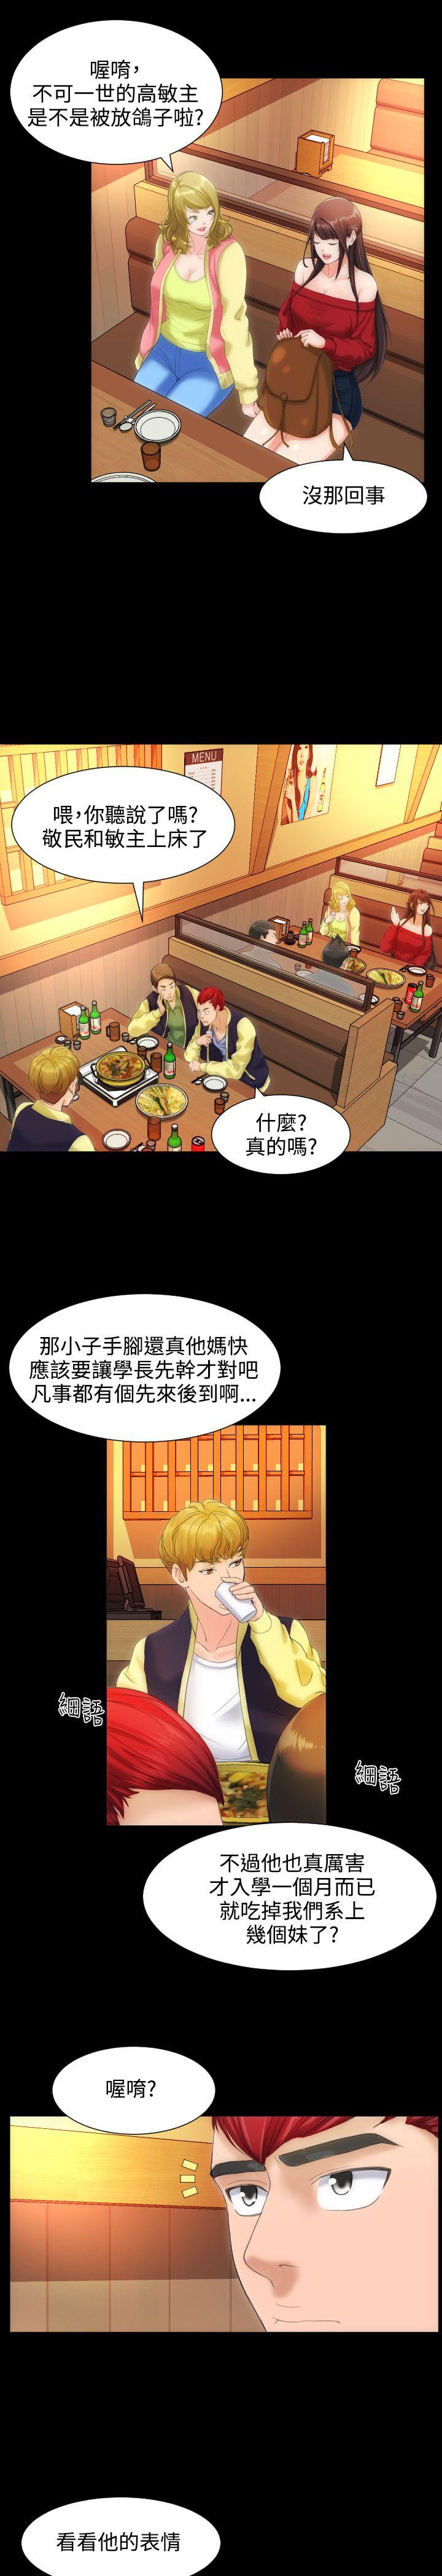 喔唷，
不可一世的高敏主
是不是被放鴿子啦?
沒那回事
MENU
喂，你聽說了嗎?
敬民和敏主上床了
什麼?
真的嗎?
那小子手腳還真他媽快
應該要讓學長先幹才對吧
凡事都有個先來後到啊...
細語
細語
不過他也真厲害
才入學一個月而已
就吃掉我們系上
幾個妹了?
喔唷?
看看他的表情